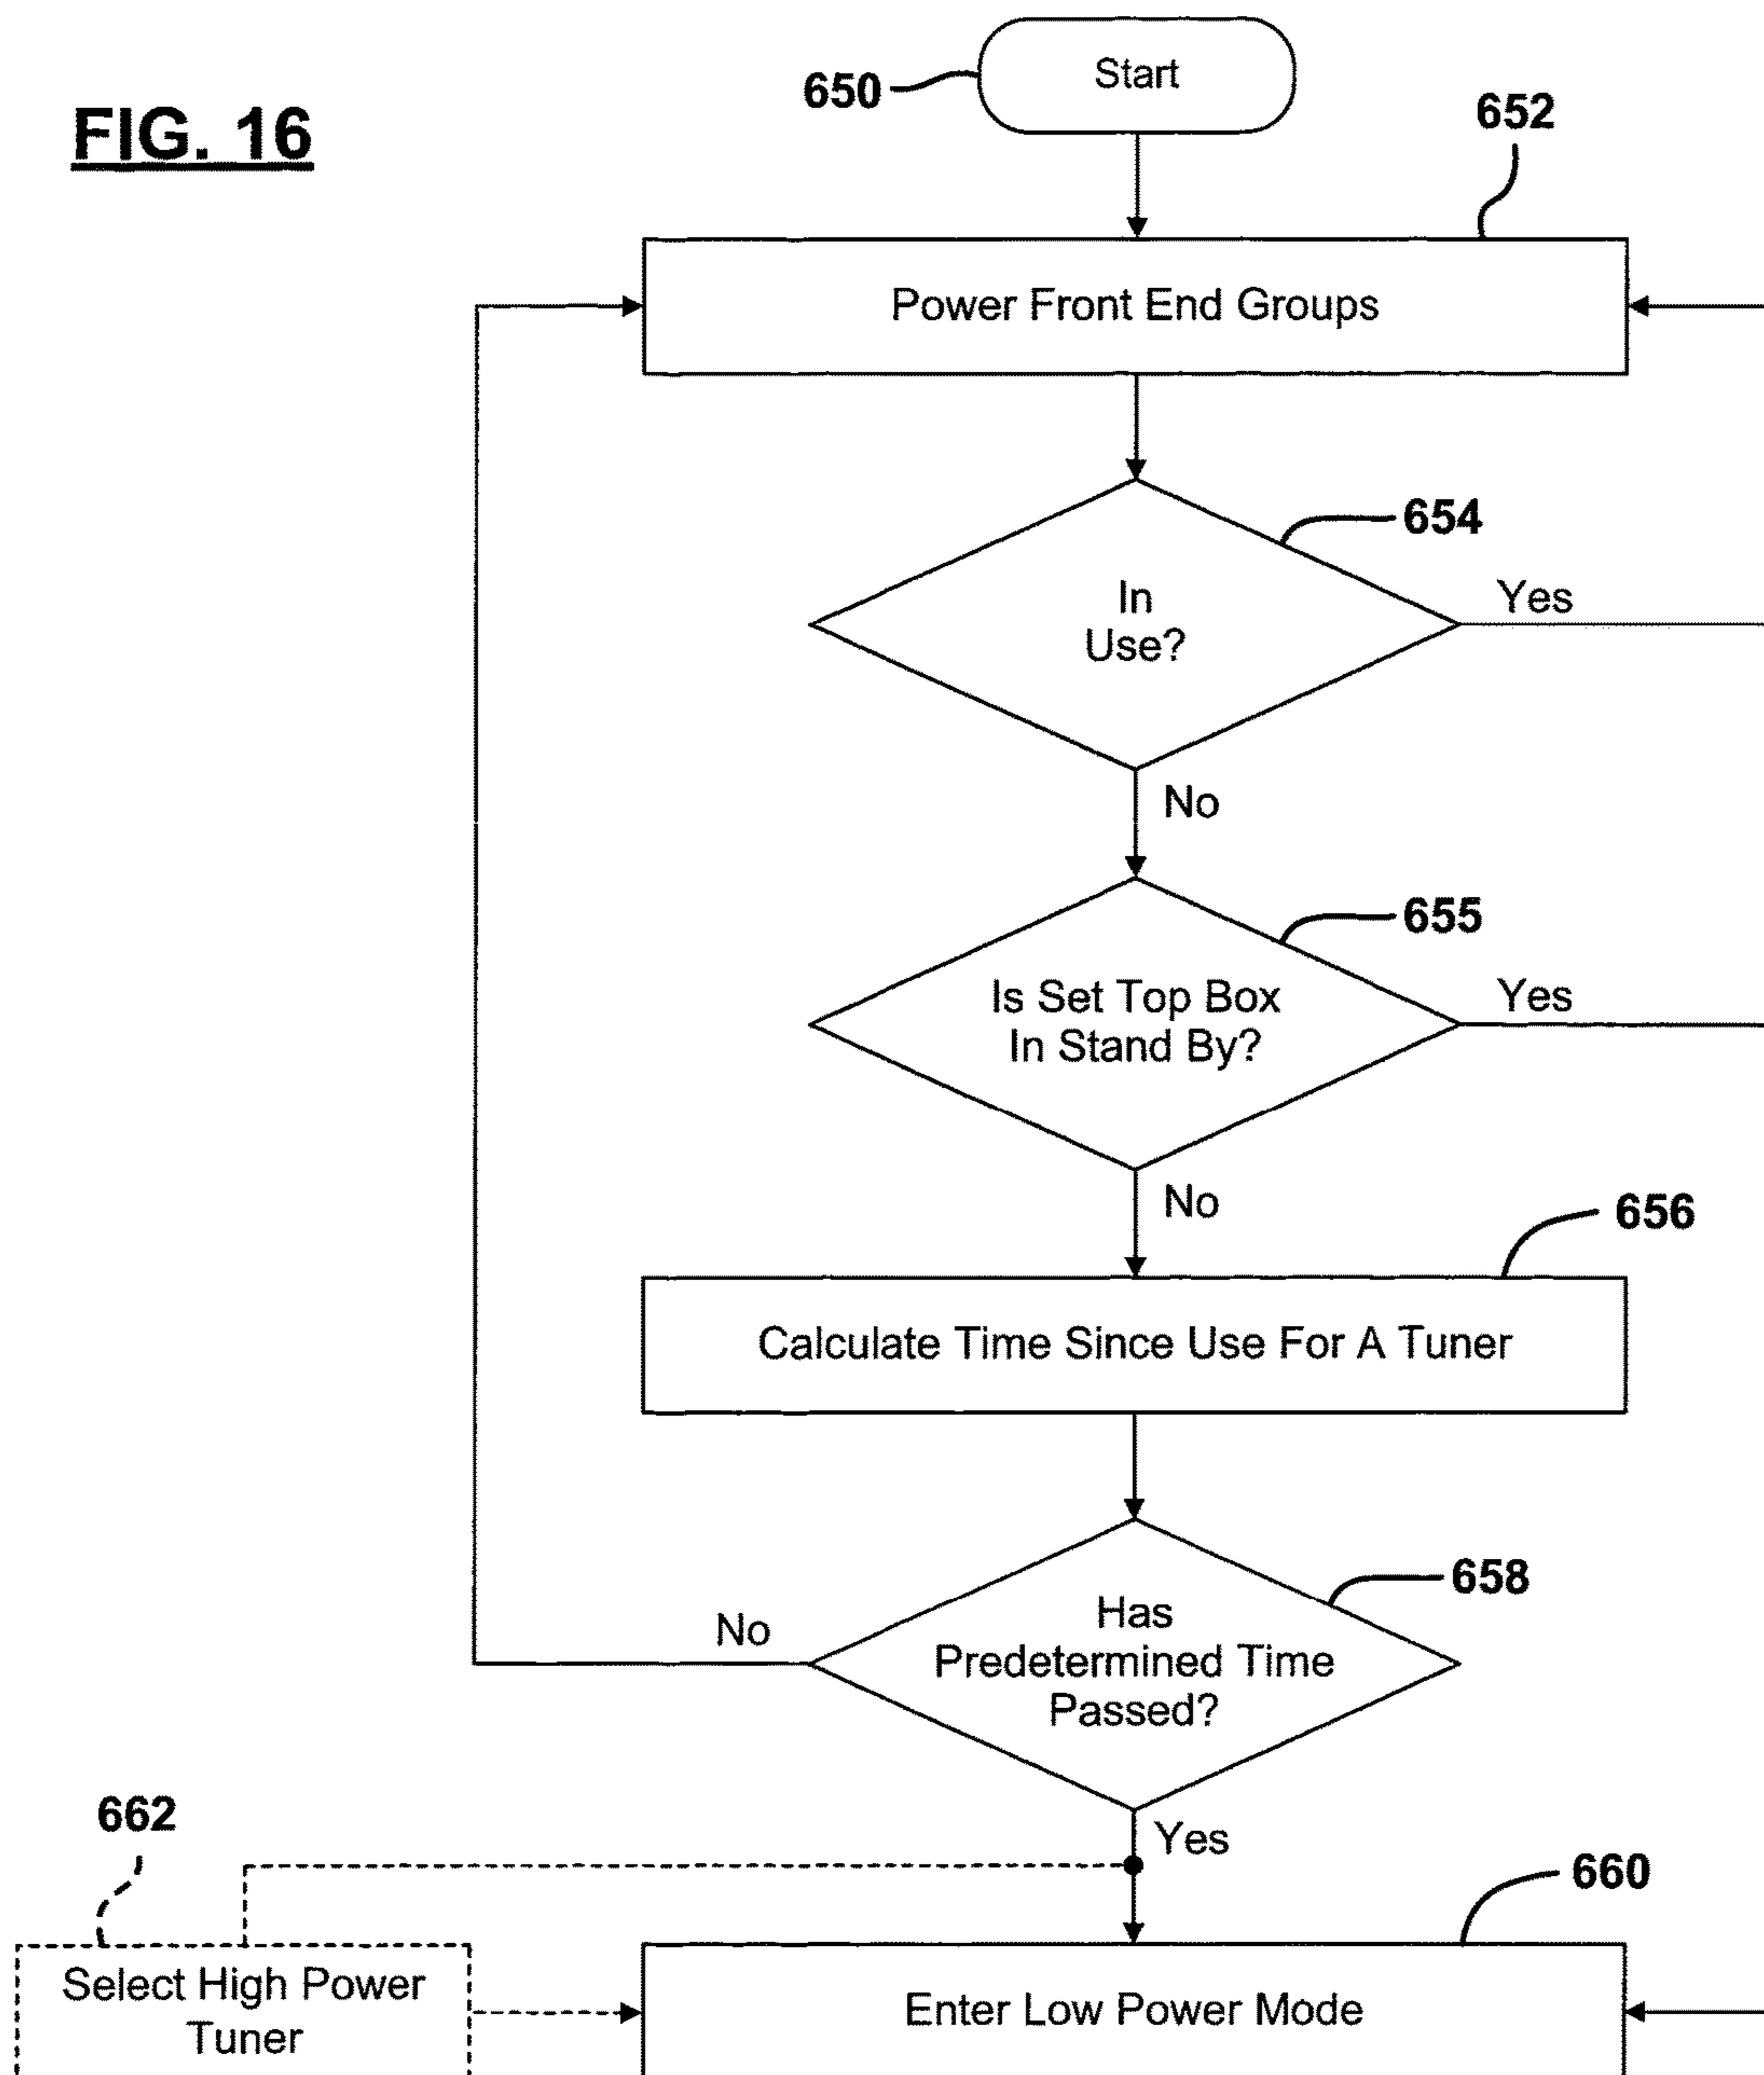 FIG. 16
650
Start
652
Power Front End Groups
654
In
Use?
Yes
No
655
Is Set Top Box
In Stand By?
Yes
No
656
Calculate Time Since Use For A Tuner
658
Has
Predetermined Time
Passed?
No
Yes
662
660
Select High Power
Tuner
Enter Low Power Mode